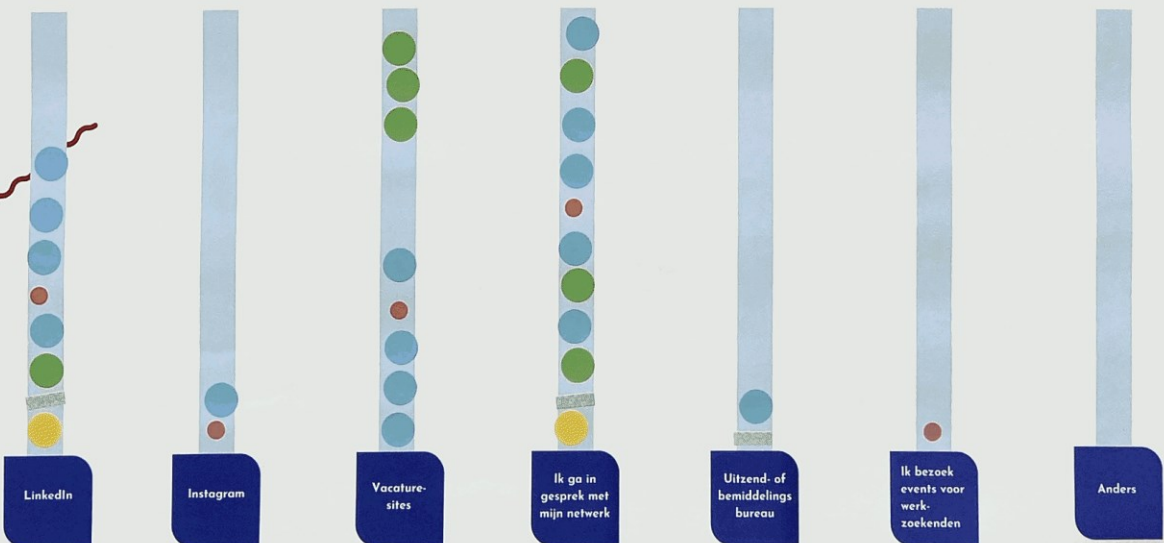 LinkedIn
Instagram
Vacature-
sites
Ik ga in
gesprek met
mijn netwerk
Uitzend- of
bemiddelings
bureau
Ik bezoek
events voor
werk-
zoekenden
Anders